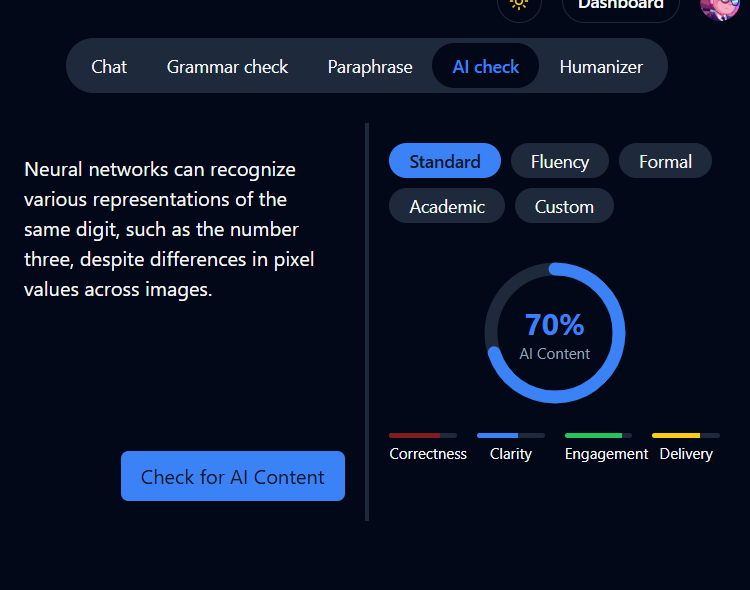 Dashboard
Chat Grammar check Paraphrase AI check Humanizer
Neural networks can recognize
various representations of the
same digit, such as the number
three, despite differences in pixel
values across images.
Check for AI Content
Standard Fluency Formal
Academic Custom
70%
AI Content
Correctness Clarity Engagement Delivery